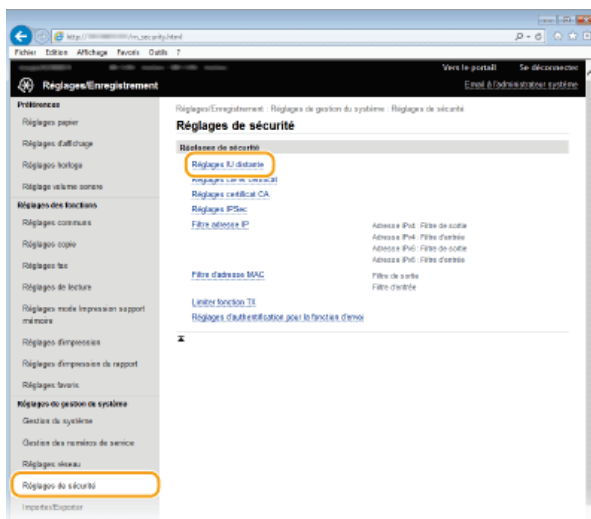 http:// /m_security.html
Fichier Edition Affichage Favoris Outils ?
Vers le portail Se déconnecter
Réglages/Enregistrement
Email à l'administrateur système
Préférences
Réglages papier
Réglages d'affichage
Réglages horloge
Réglage volume sonore
Réglages des fonctions
Réglages communs
Réglages copie
Réglages fax
Réglages de lecture
Réglages mode Impression support mémoire
Réglages d'impression
Réglages d'impression du rapport
Réglages favoris
Réglages de gestion du système
Gestion du système
Gestion des numéros de service
Réglages réseau
Réglages de sécurité
Importer/Exporter
Réglages/Enregistrement : Réglages de gestion du système : Réglages de sécurité
Réglages de sécurité
Réglages de sécurité
Réglages IU distante
Réglages certificat CA
Réglages IPSec
Filtre adresse IP
Adresse IPv4 : Filtre de sortie
Adresse IPv4 : Filtre d'entrée
Adresse IPv6 : Filtre de sortie
Adresse IPv6 : Filtre d'entrée
Filtre d'adresse MAC
Filtre de sortie
Filtre d'entrée
Limiter fonction TX
Réglages d'authentification pour la fonction d'envoi